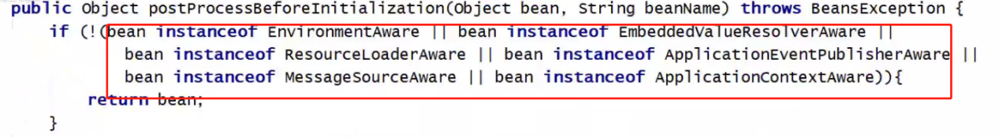 public Object postProcessBeforeInitialization(Object bean, String beanName) throws BeansException {
if (!(bean instanceof EnvironmentAware || bean instanceof EmbeddedValueResolverAware ||
bean instanceof ResourceLoaderAware || bean instanceof ApplicationEventPublisherAware ||
bean instanceof MessageSourceAware || bean instanceof ApplicationContextAware)){
return bean;
}